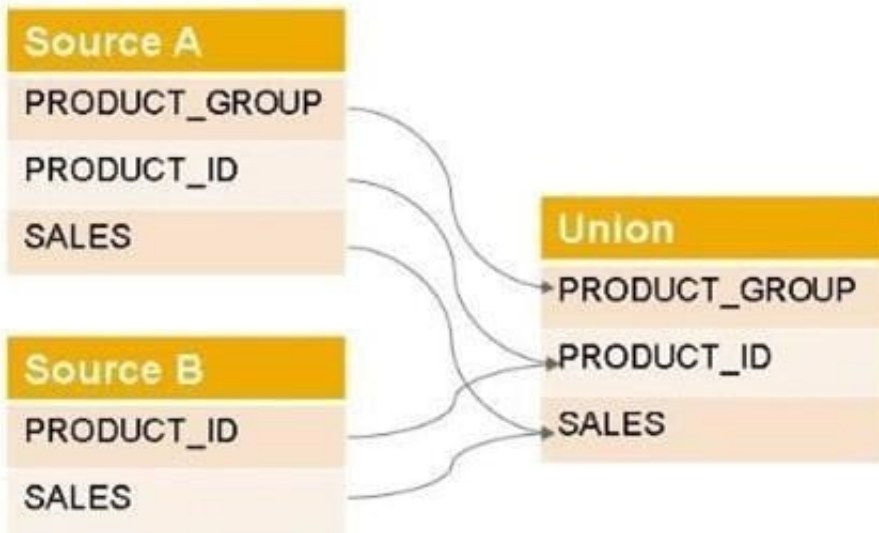 Source A
PRODUCT_GROUP
PRODUCT_ID
SALES
Source B
PRODUCT_ID
SALES
Union
PRODUCT_GROUP
PRODUCT_ID
SALES